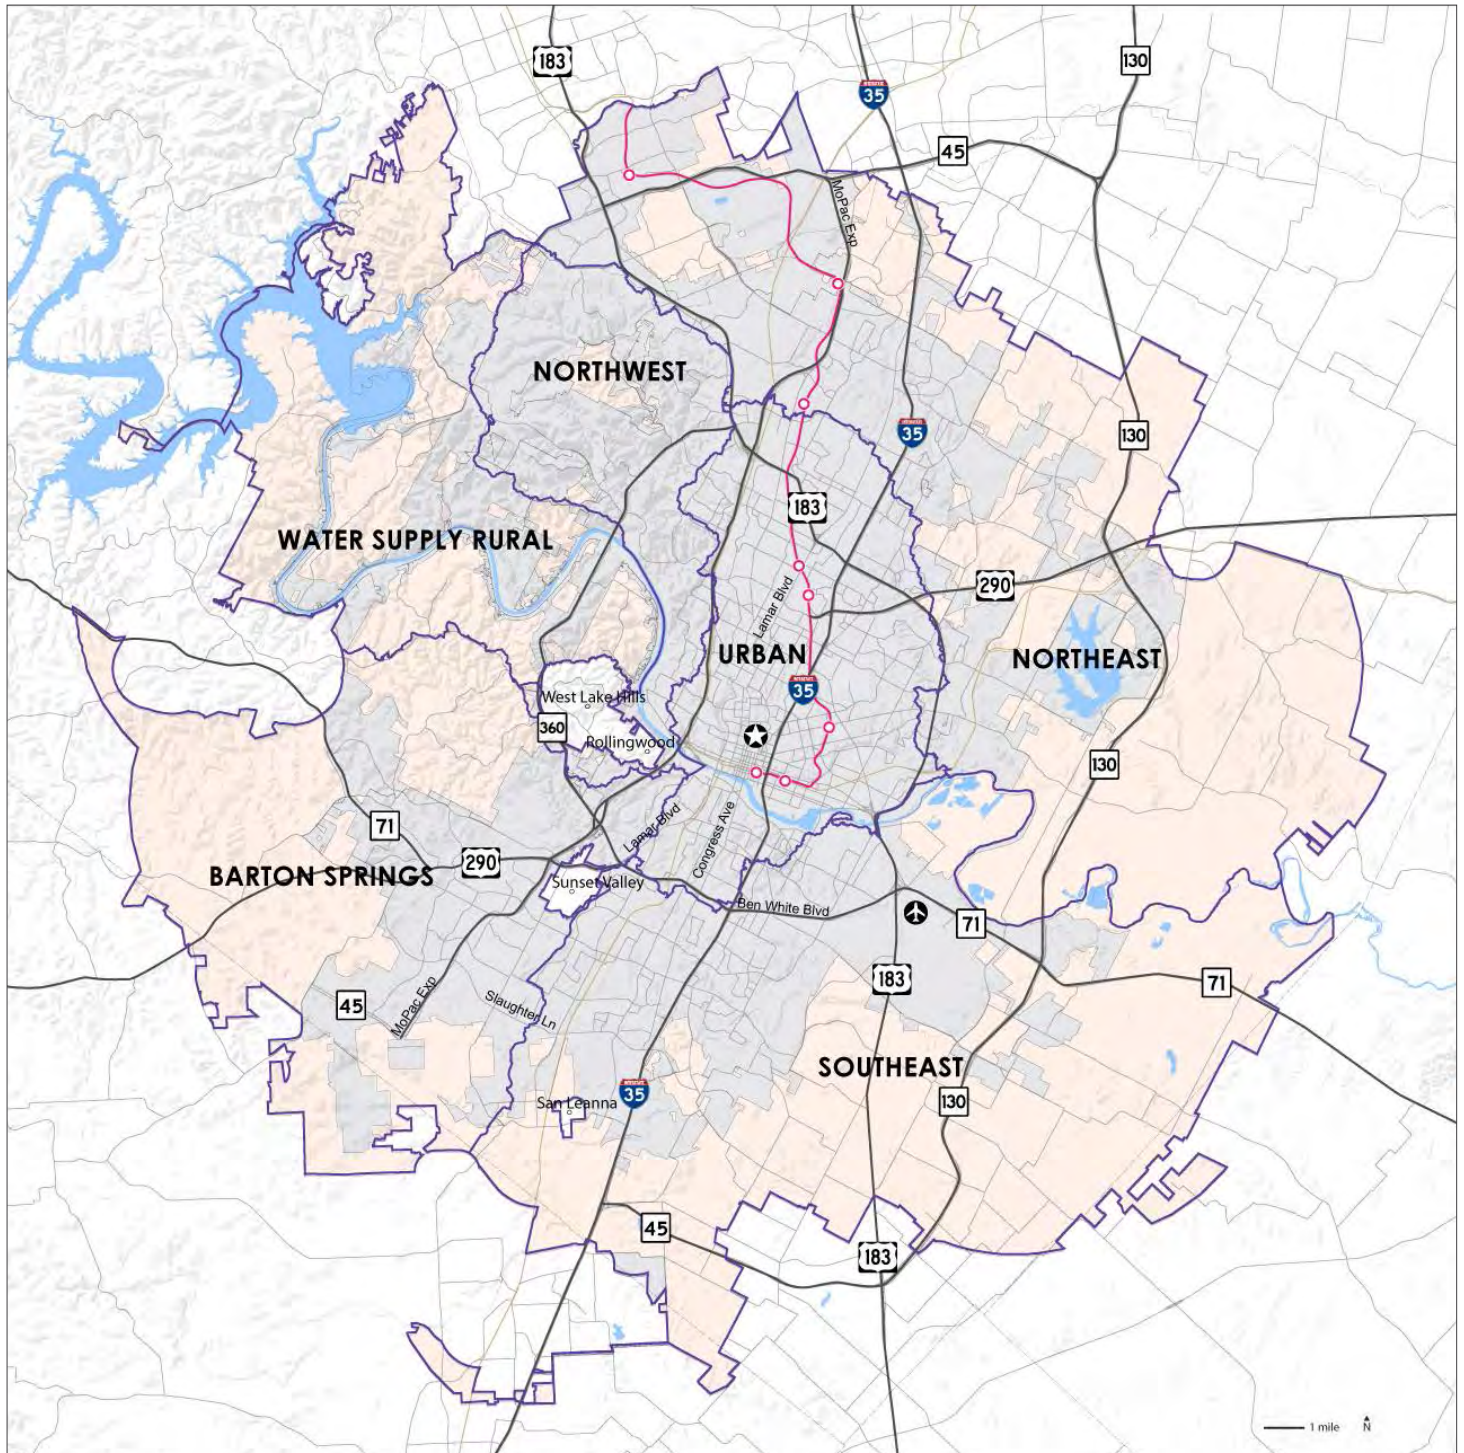 183
130
35
45
MoPac Exp
NORTHWEST
35
130
183
WATER SUPPLY RURAL
290
Lamar Blvd
URBAN
NORTHEAST
35
West Lake Hills
360
Rollingwood
130
71
Lamar Blvd
Congress Ave
290
BARTON SPRINGS
Sunset Valley
Ben White Blvd
71
183
71
45
MoPac Exp
Slaughter Ln
SOUTHEAST
35
San Leanna
130
45
183
1 mile
N